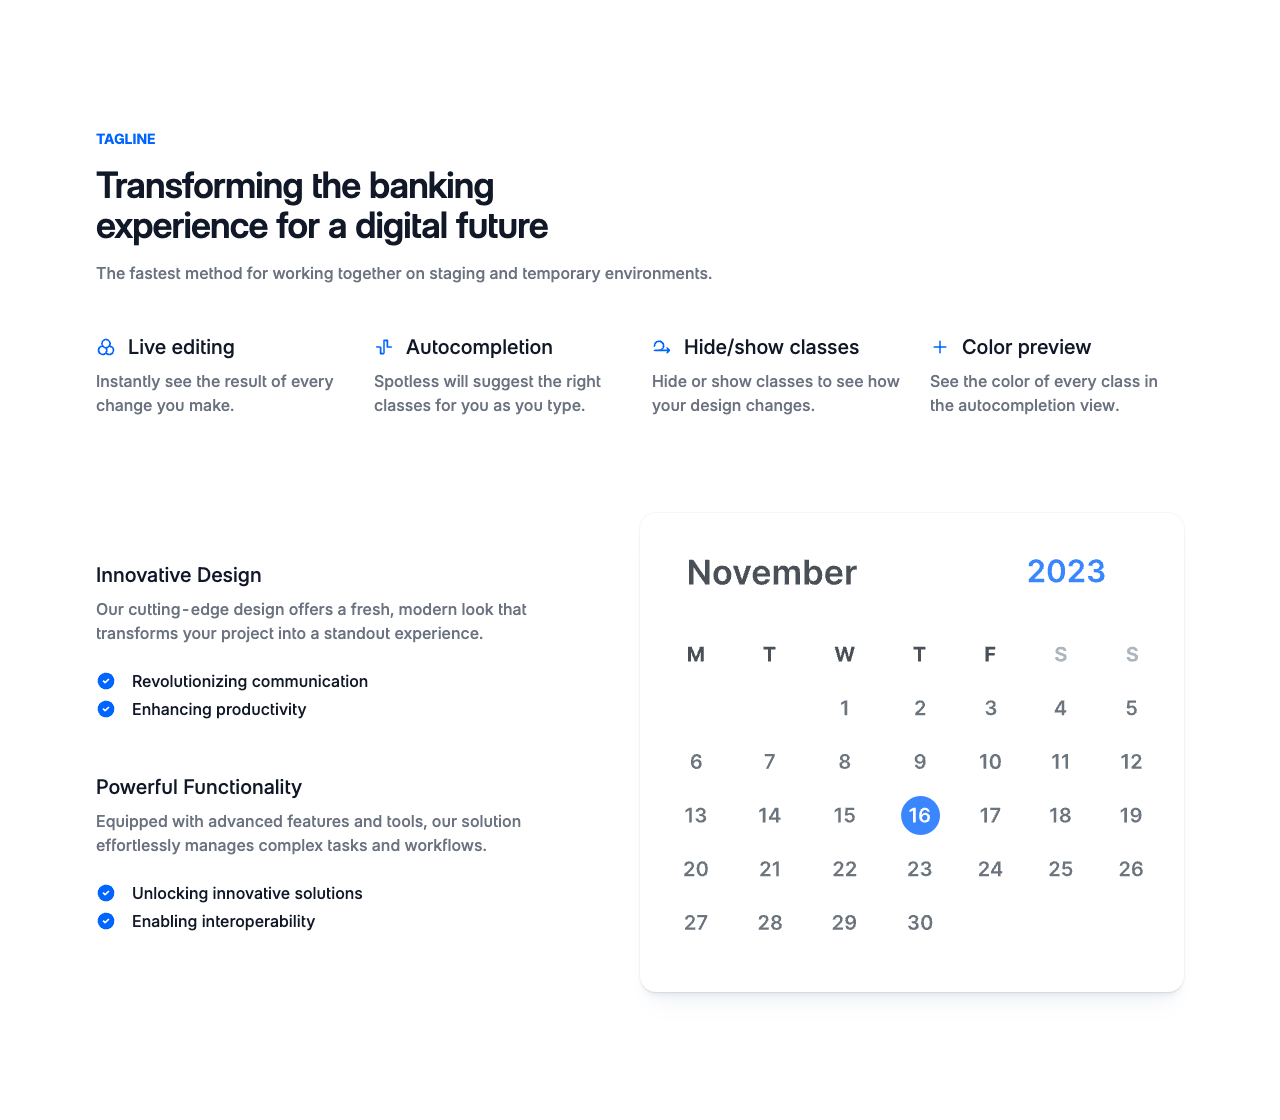 TAGLINE
Transforming the banking
experience for a digital future
The fastest method for working together on staging and temporary environments.
Live editing
Instantly see the result of every
change you make.
Autocompletion
Spotless will suggest the right
classes for you as you type.
Hide/show classes
Hide or show classes to see how
your design changes.
Color preview
See the color of every class in
the autocompletion view.
Innovative Design
Our cutting-edge design offers a fresh, modern look that
transforms your project into a standout experience.
Revolutionizing communication
Enhancing productivity
Powerful Functionality
Equipped with advanced features and tools, our solution
effortlessly manages complex tasks and workflows.
Unlocking innovative solutions
Enabling interoperability
November 2023
M T W T F S S
1 2 3 4 5
6 7 8 9 10 11 12
13 14 15 16 17 18 19
20 21 22 23 24 25 26
27 28 29 30